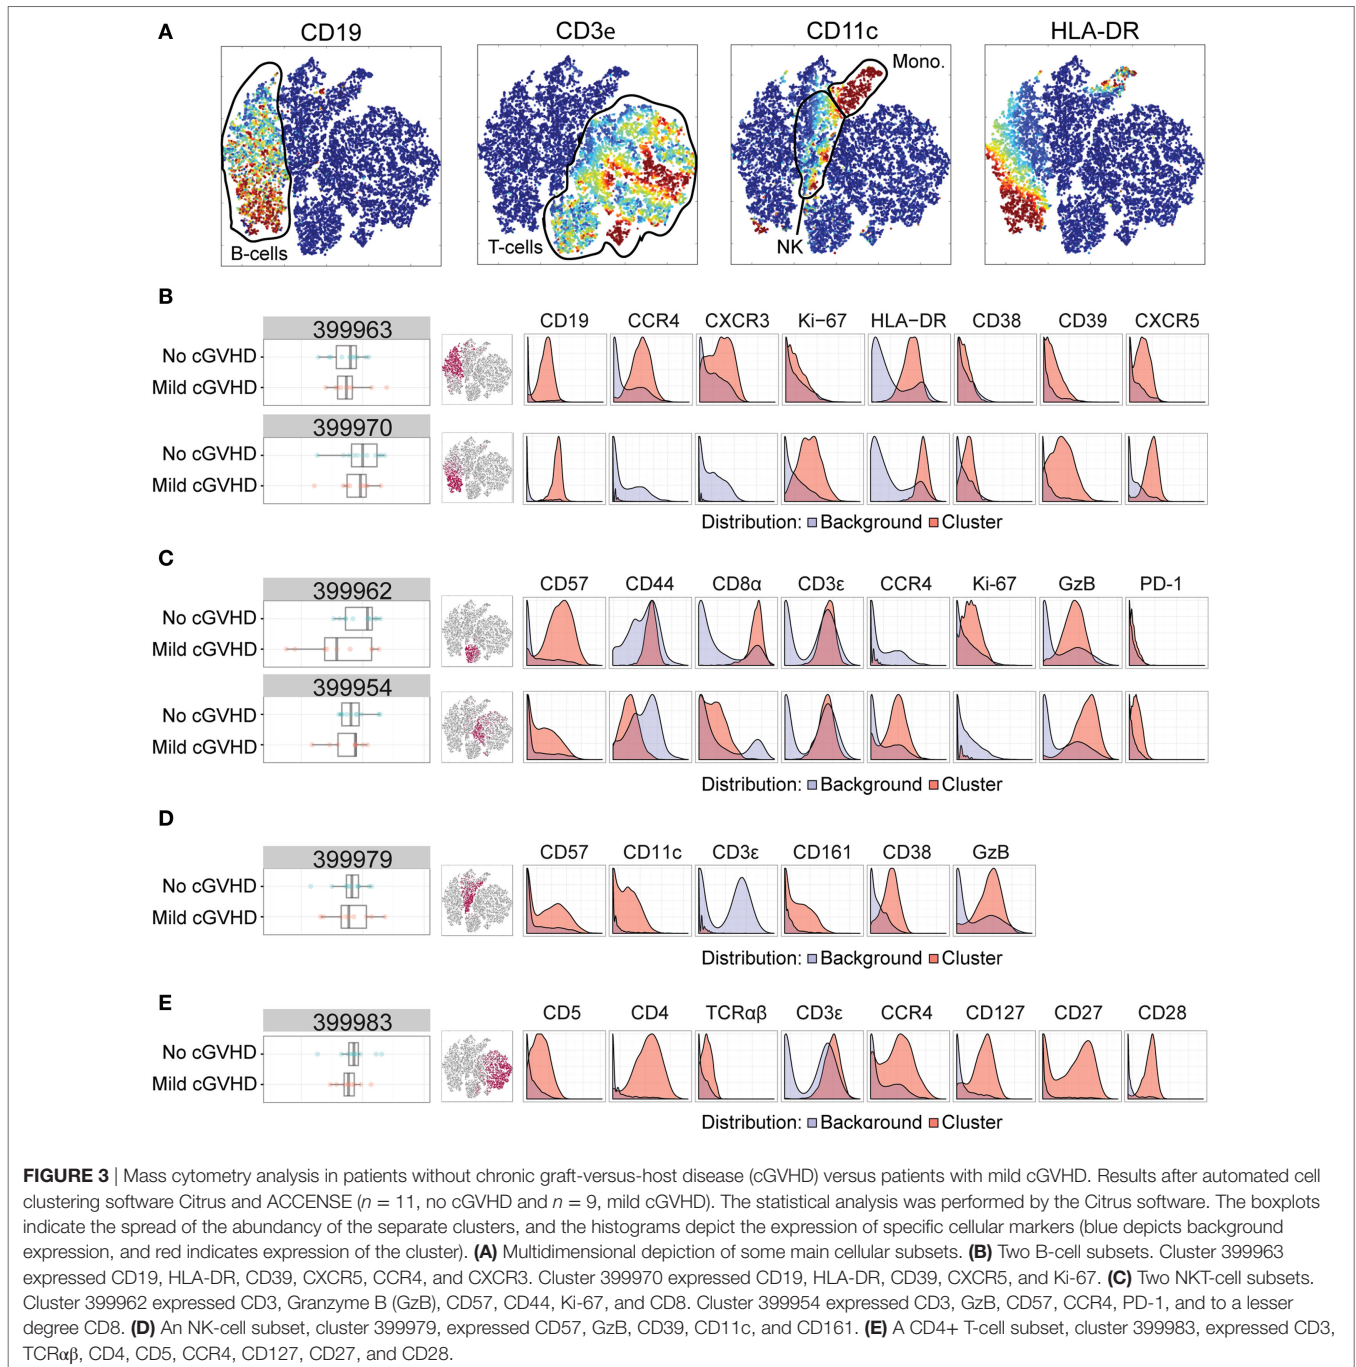 A
CD19 CD3e CD11c HLA-DR
Mono.
B-cells T-cells NK
B
399963 CD19 CCR4 CXCR3 Ki-67 HLA-DR CD38 CD39 CXCR5
No cGVHD
Mild cGVHD
399970
No cGVHD
Mild cGVHD
Distribution: Background Cluster
C
399962 CD57 CD44 CD8α CD3ε CCR4 Ki-67 GzB PD-1
No cGVHD
Mild cGVHD
399954
No cGVHD
Mild cGVHD
Distribution: Background Cluster
D
399979 CD57 CD11c CD3ε CD161 CD38 GzB
No cGVHD
Mild cGVHD
Distribution: Background Cluster
E
399983 CD5 CD4 TCRαβ CD3ε CCR4 CD127 CD27 CD28
No cGVHD
Mild cGVHD
Distribution: Background Cluster
FIGURE 3 | Mass cytometry analysis in patients without chronic graft-versus-host disease (cGVHD) versus patients with mild cGVHD. Results after automated cell
clustering software Citrus and ACCENSE (n = 11, no cGVHD and n = 9, mild cGVHD). The statistical analysis was performed by the Citrus software. The boxplots
indicate the spread of the abundancy of the separate clusters, and the histograms depict the expression of specific cellular markers (blue depicts background
expression, and red indicates expression of the cluster). (A) Multidimensional depiction of some main cellular subsets. (B) Two B-cell subsets. Cluster 399963
expressed CD19, HLA-DR, CD39, CXCR5, CCR4, and CXCR3. Cluster 399970 expressed CD19, HLA-DR, CD39, CXCR5, and Ki-67. (C) Two NKT-cell subsets.
Cluster 399962 expressed CD3, Granzyme B (GzB), CD57, CD44, Ki-67, and CD8. Cluster 399954 expressed CD3, GzB, CD57, CCR4, PD-1, and to a lesser
degree CD8. (D) An NK-cell subset, cluster 399979, expressed CD57, GzB, CD39, CD11c, and CD161. (E) A CD4+ T-cell subset, cluster 399983, expressed CD3,
TCRαβ, CD4, CD5, CCR4, CD127, CD27, and CD28.